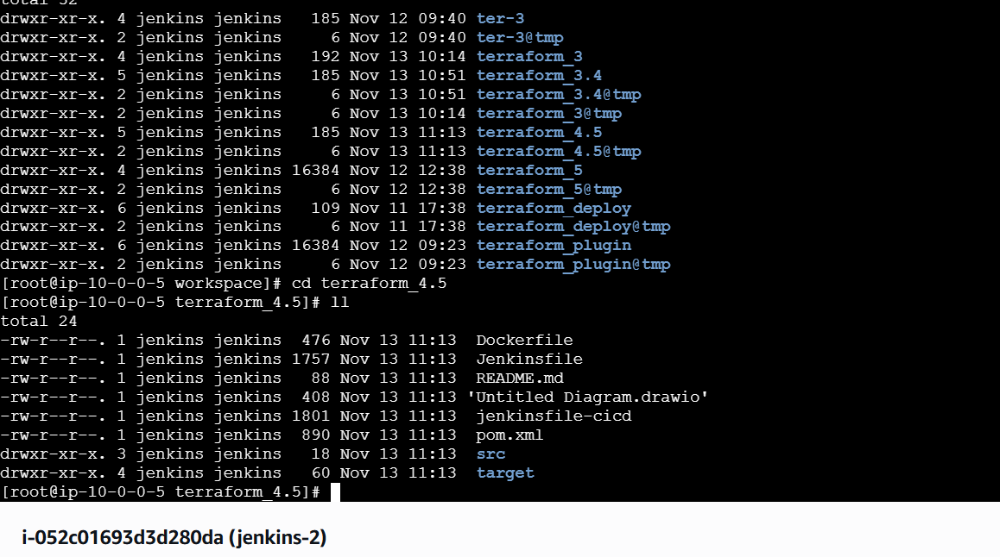 total 32
drwxr-xr-x. 4 jenkins jenkins   185 Nov 12 09:40 ter-3
drwxr-xr-x. 2 jenkins jenkins     6 Nov 12 09:40 ter-3@tmp
drwxr-xr-x. 4 jenkins jenkins   192 Nov 13 10:14 terraform_3
drwxr-xr-x. 5 jenkins jenkins   185 Nov 13 10:51 terraform_3.4
drwxr-xr-x. 2 jenkins jenkins     6 Nov 13 10:51 terraform_3.4@tmp
drwxr-xr-x. 2 jenkins jenkins     6 Nov 13 10:14 terraform_3@tmp
drwxr-xr-x. 5 jenkins jenkins   185 Nov 13 11:13 terraform_4.5
drwxr-xr-x. 2 jenkins jenkins     6 Nov 13 11:13 terraform_4.5@tmp
drwxr-xr-x. 4 jenkins jenkins 16384 Nov 12 12:38 terraform_5
drwxr-xr-x. 2 jenkins jenkins     6 Nov 12 12:38 terraform_5@tmp
drwxr-xr-x. 6 jenkins jenkins   109 Nov 11 17:38 terraform_deploy
drwxr-xr-x. 2 jenkins jenkins     6 Nov 11 17:38 terraform_deploy@tmp
drwxr-xr-x. 6 jenkins jenkins 16384 Nov 12 09:23 terraform_plugin
drwxr-xr-x. 2 jenkins jenkins     6 Nov 12 09:23 terraform_plugin@tmp
[root@ip-10-0-0-5 workspace]# cd terraform_4.5
[root@ip-10-0-0-5 terraform_4.5]# ll
total 24
-rw-r--r--. 1 jenkins jenkins  476 Nov 13 11:13  Dockerfile
-rw-r--r--. 1 jenkins jenkins 1757 Nov 13 11:13  Jenkinsfile
-rw-r--r--. 1 jenkins jenkins   88 Nov 13 11:13  README.md
-rw-r--r--. 1 jenkins jenkins  408 Nov 13 11:13 'Untitled Diagram.drawio'
-rw-r--r--. 1 jenkins jenkins 1801 Nov 13 11:13  jenkinsfile-cicd
-rw-r--r--. 1 jenkins jenkins  890 Nov 13 11:13  pom.xml
drwxr-xr-x. 3 jenkins jenkins   18 Nov 13 11:13  src
drwxr-xr-x. 4 jenkins jenkins   60 Nov 13 11:13  target
[root@ip-10-0-0-5 terraform_4.5]#
i-052c01693d3d280da (jenkins-2)